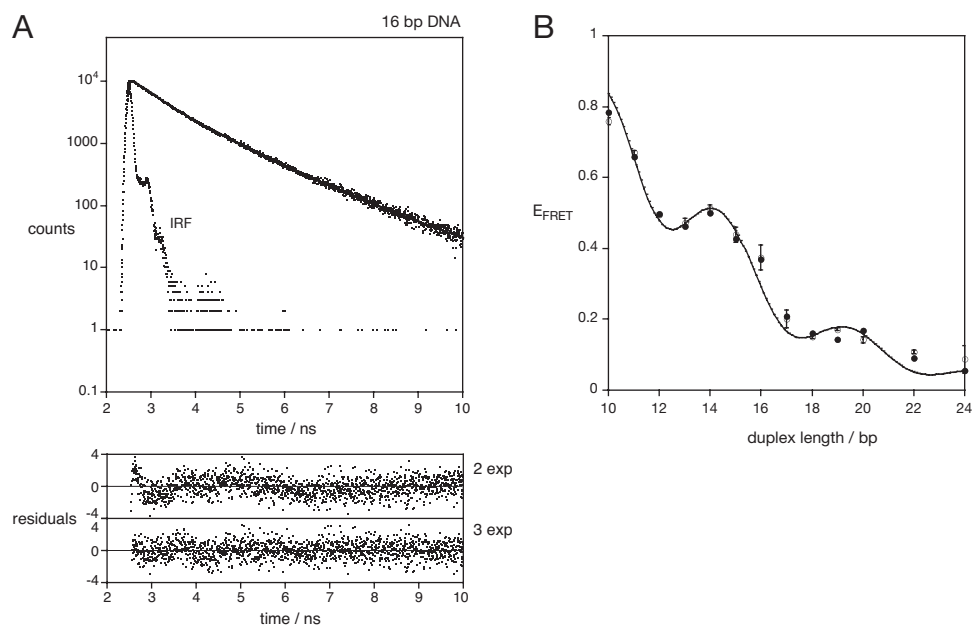 A
16 bp DNA
10⁴
1000
100
10
1
0.1
counts
IRF
2 3 4 5 6 7 8 9 10
time / ns
4
0
-4
2 exp
residuals
4
0
-4
3 exp
2 3 4 5 6 7 8 9 10
time / ns
B
1
0.8
0.6
0.4
0.2
0
E_FRET
10 12 14 16 18 20 22 24
duplex length / bp